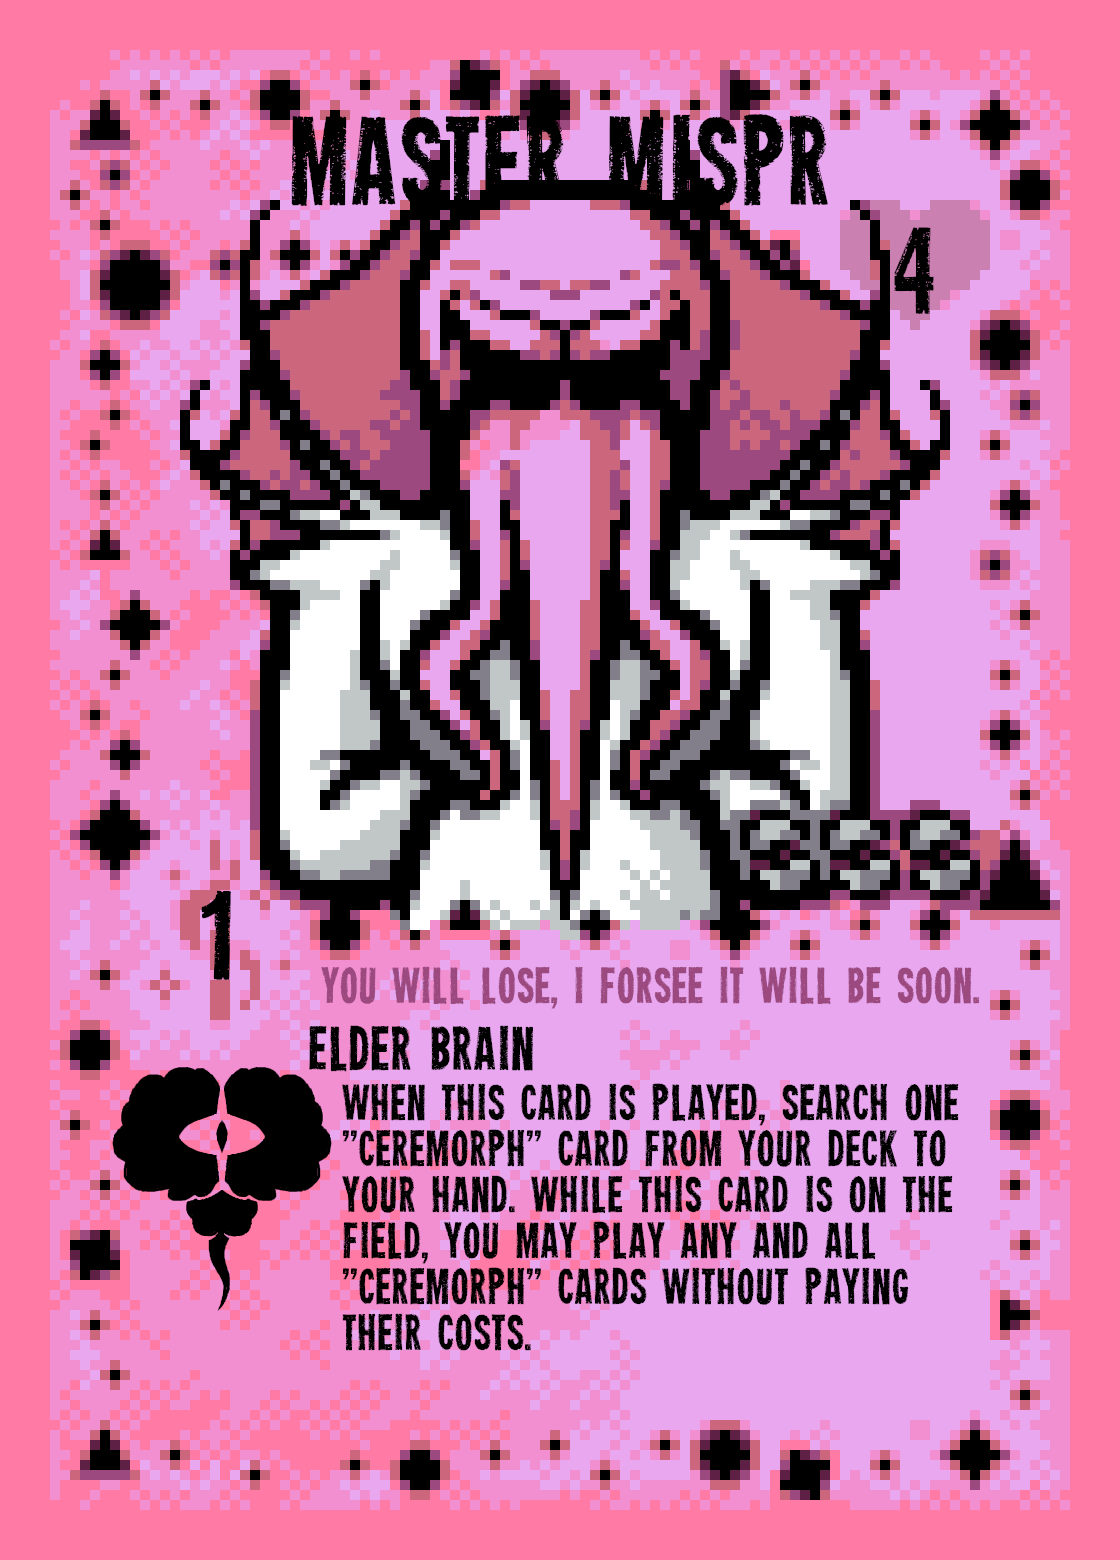 MASTER MISPR
4
1
YOU WILL LOSE, I FORSEE IT WILL BE SOON.
ELDER BRAIN
WHEN THIS CARD IS PLAYED, SEARCH ONE
"CEREMORPH" CARD FROM YOUR DECK TO
YOUR HAND. WHILE THIS CARD IS ON THE
FIELD, YOU MAY PLAY ANY AND ALL
"CEREMORPH" CARDS WITHOUT PAYING
THEIR COSTS.